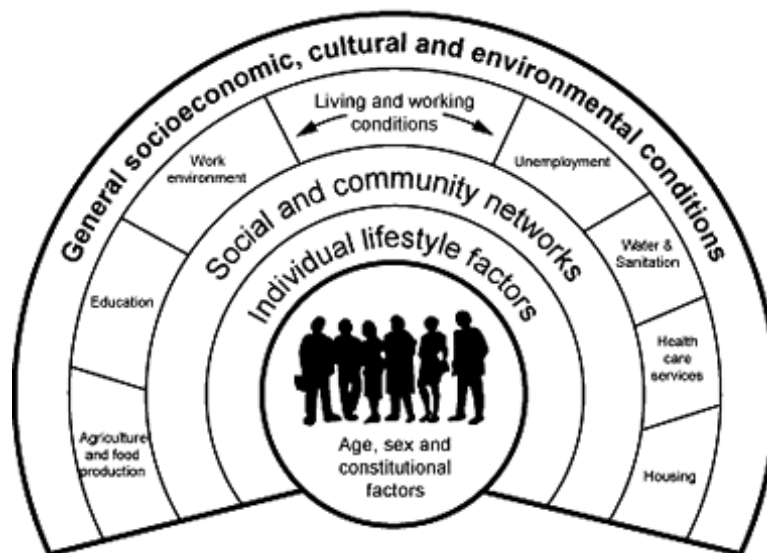 General socioeconomic, cultural and environmental conditions
Living and working
conditions
Work
environment
Unemployment
Education
Water &
Sanitation
Agriculture
and food
production
Health
care
services
Housing
Social and community networks
Individual lifestyle factors
Age, sex and
constitutional
factors